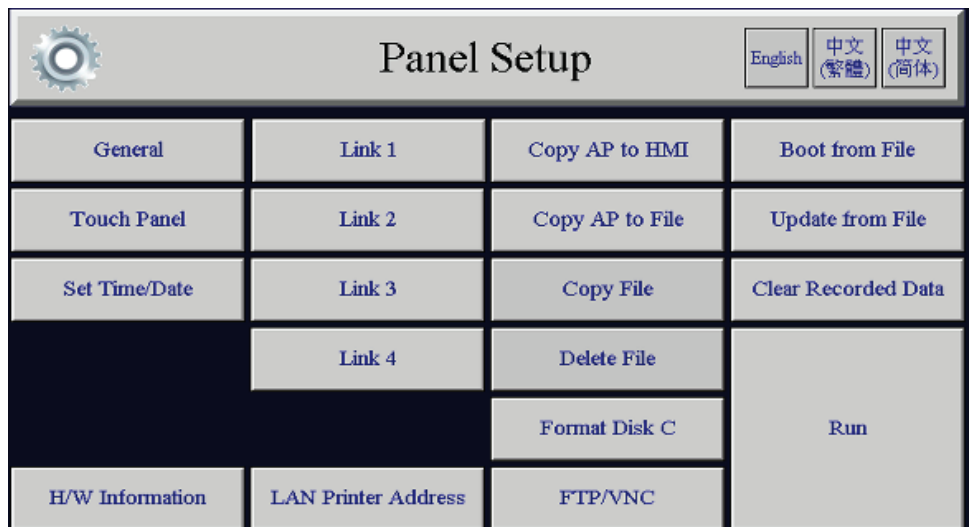 Panel Setup
English
中文
(繁體)
中文
(简体)
General
Link 1
Copy AP to HMI
Boot from File
Touch Panel
Link 2
Copy AP to File
Update from File
Set Time/Date
Link 3
Copy File
Clear Recorded Data
Link 4
Delete File
Format Disk C
Run
H/W Information
LAN Printer Address
FTP/VNC